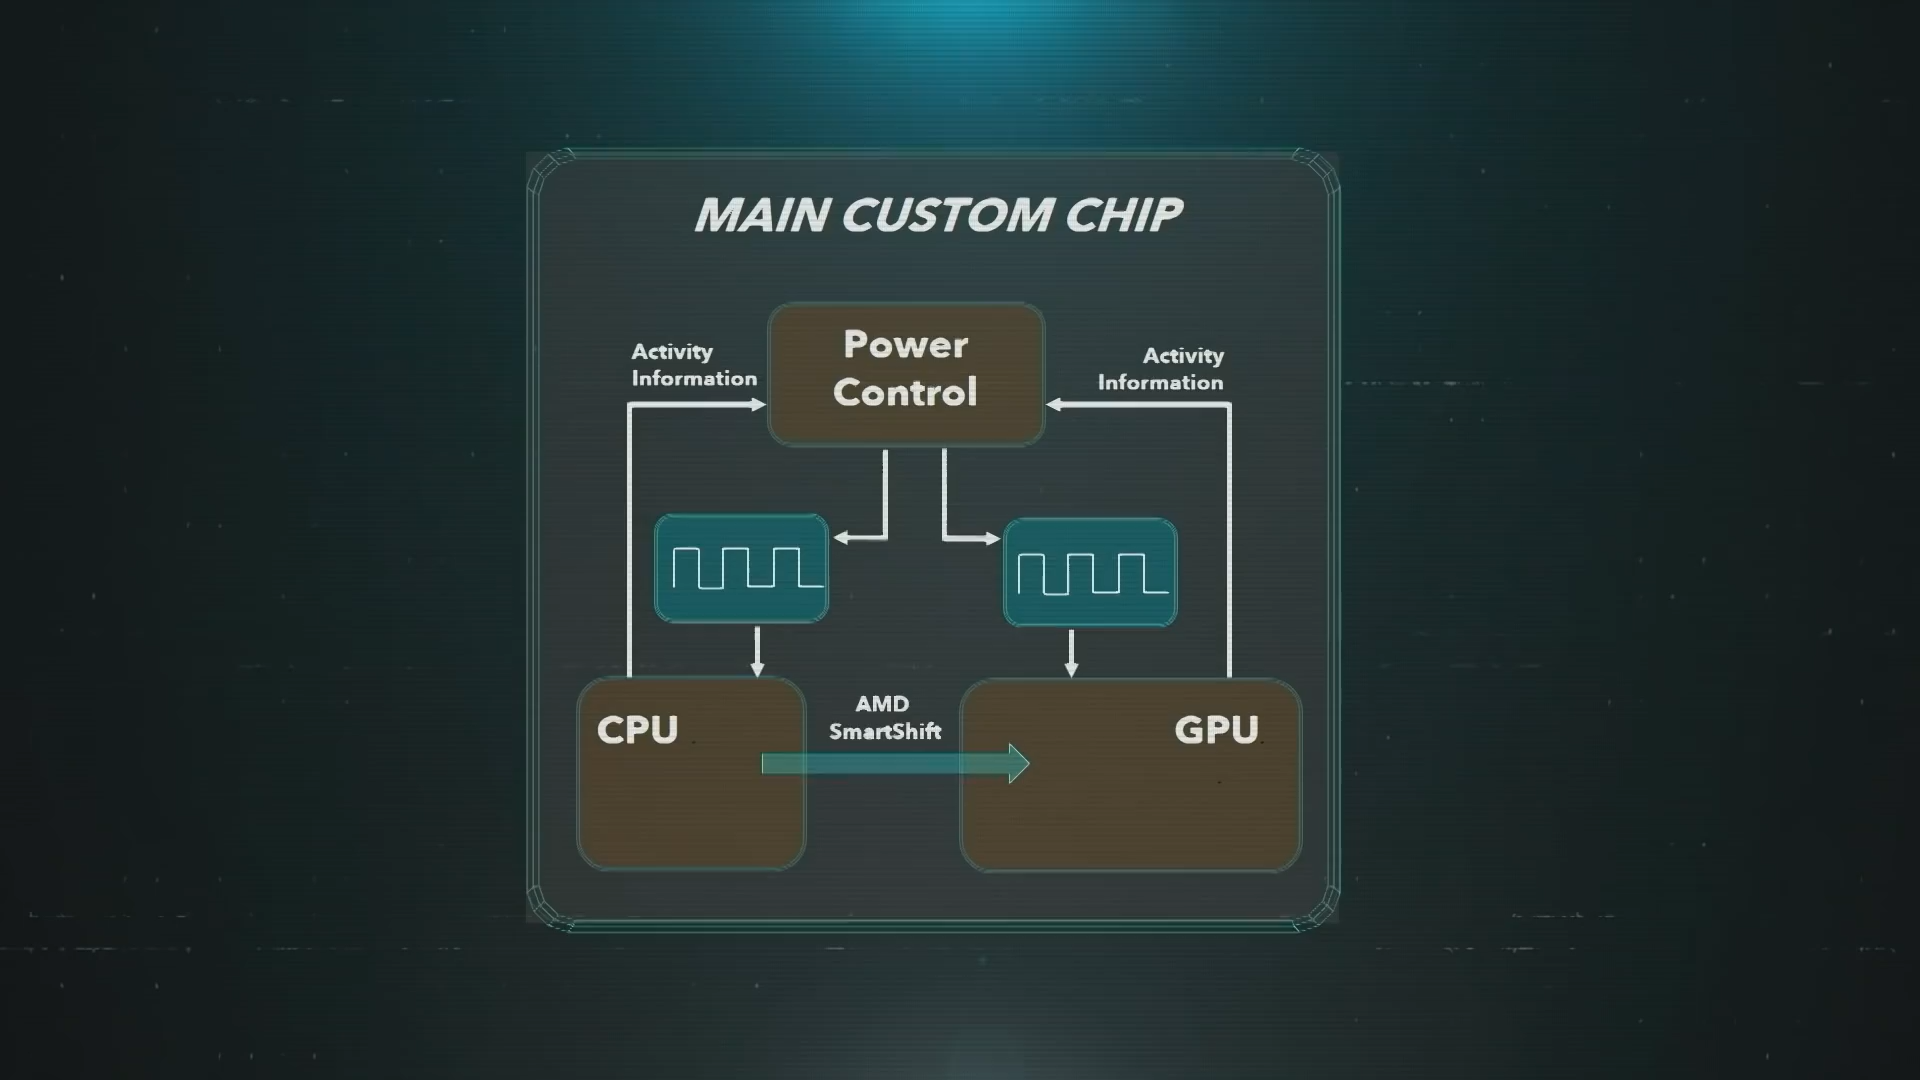 MAIN CUSTOM CHIP
Power
Control
Activity
Information
Activity
Information
CPU
AMD
SmartShift
GPU